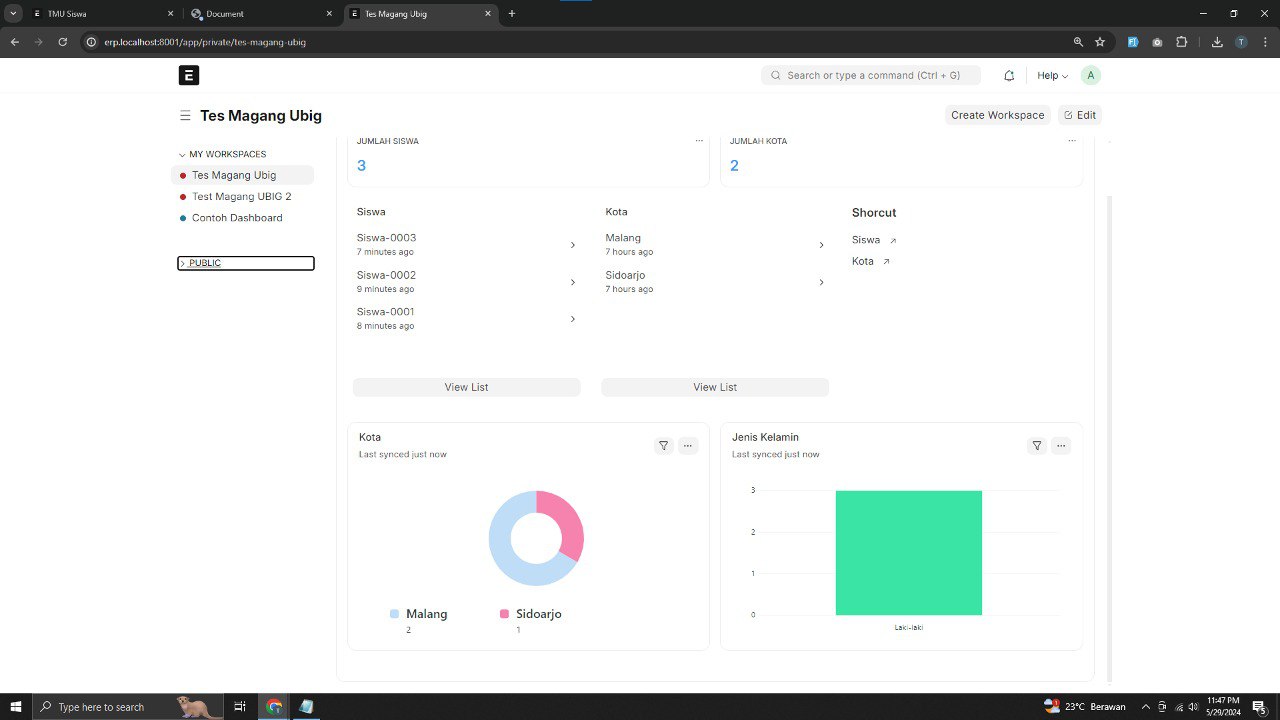 TMU Siswa
Document
Tes Magang Ubig
erp.localhost:8001/app/private/tes-magang-ubig
T
E
Search or type a command (Ctrl + G)
Help
A
Tes Magang Ubig
Create Workspace
Edit
MY WORKSPACES
Tes Magang Ubig
Test Magang UBIG 2
Contoh Dashboard
PUBLIC
JUMLAH SISWA
3
JUMLAH KOTA
2
Siswa
Siswa-0003
7 minutes ago
Siswa-0002
9 minutes ago
Siswa-0001
8 minutes ago
View List
Kota
Malang
7 hours ago
Sidoarjo
7 hours ago
View List
Shorcut
Siswa
Kota
Kota
Last synced just now
Malang
2
Sidoarjo
1
Jenis Kelamin
Last synced just now
3
2
1
0
Laki-laki
Type here to search
1
23°C Berawan
11:47 PM
5/29/2024
5